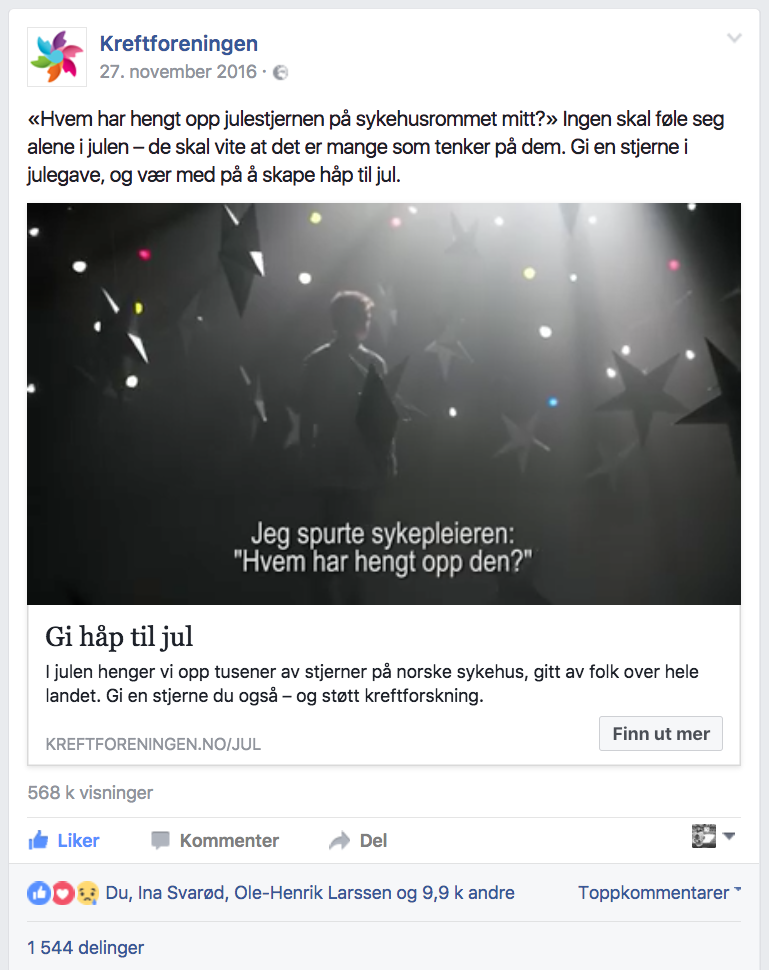 Kreftforeningen
27. november 2016 ·
«Hvem har hengt opp julestjernen på sykehusrommet mitt?» Ingen skal føle seg
alene i julen – de skal vite at det er mange som tenker på dem. Gi en stjerne i
julegave, og vær med på å skape håp til jul.
Jeg spurte sykepleieren:
"Hvem har hengt opp den?"
Gi håp til jul
I julen henger vi opp tusener av stjerner på norske sykehus, gitt av folk over hele
landet. Gi en stjerne du også – og støtt kreftforskning.
KREFTFORENINGEN.NO/JUL
Finn ut mer
568 k visninger
Liker Kommenter Del
Du, Ina Svarød, Ole-Henrik Larssen og 9,9 k andre
Toppkommentarer
1 544 delinger